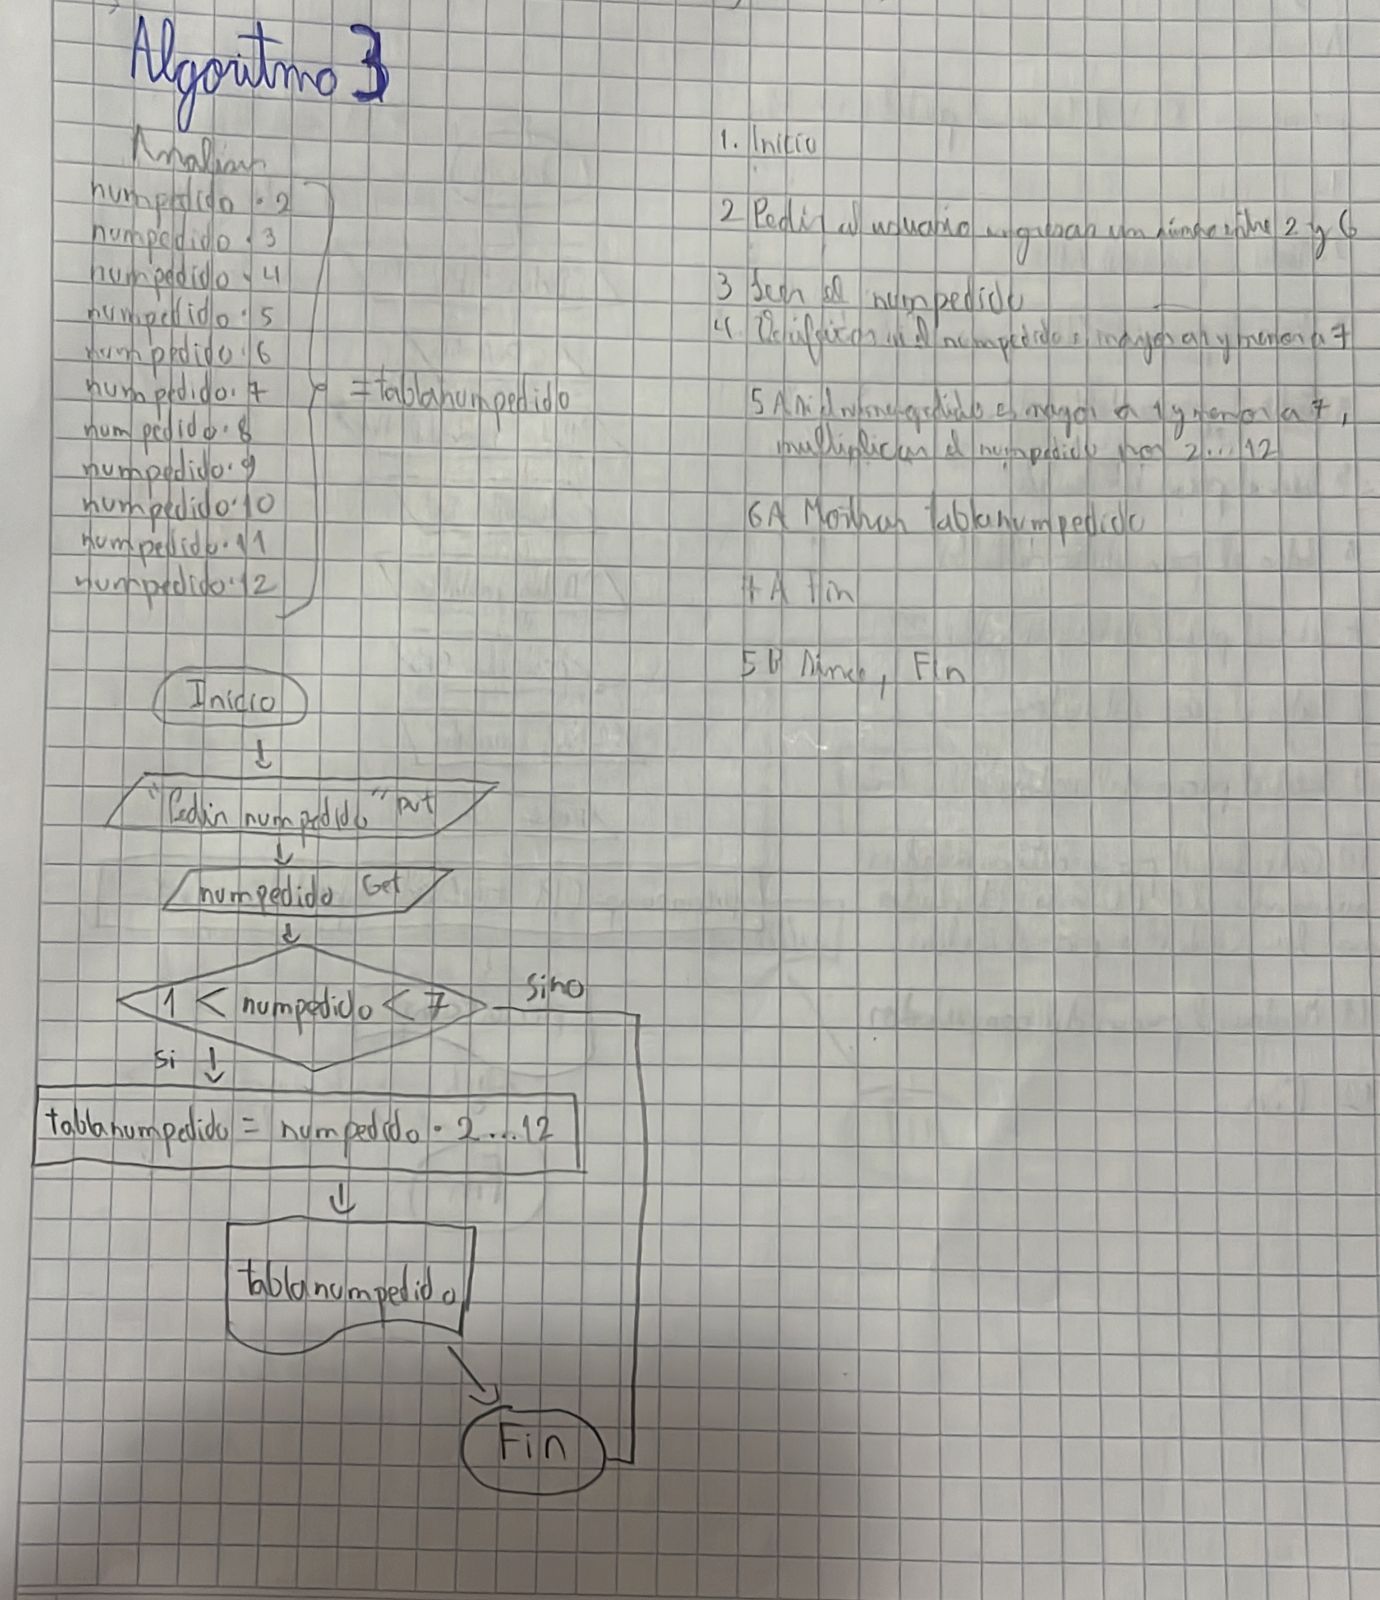 Algoritmo 3
Analizar
numpedido · 2
numpedido · 3
numpedido · 4
numpedido · 5
numpedido · 6
numpedido · 7
numpedido · 8
numpedido · 9
numpedido · 10
numpedido · 11
numpedido · 12
= tablanumpedido
1. Inicio
2 Pedir al usuario ingresar un número entre 2 y 6
3 Leer el numpedido
4. Verificar si el numpedido es mayor a 1 y menor a 7
5A Si el numpedido es mayor a 1 y menor a 7,
multiplicar el numpedido por 2...12
6A Mostrar tablanumpedido
7A Fin
5B Sino, Fin
Inicio
"Pedir numpedido" put
numpedido Get
1 < numpedido < 7
sino
si
tablanumpedido = numpedido · 2...12
tablanumpedido
Fin